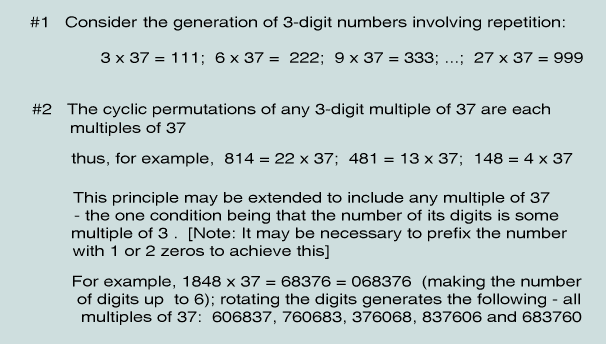 #1 Consider the generation of 3-digit numbers involving repetition:
3 x 37 = 111; 6 x 37 = 222; 9 x 37 = 333; ...; 27 x 37 = 999
#2 The cyclic permutations of any 3-digit multiple of 37 are each
multiples of 37
thus, for example, 814 = 22 x 37; 481 = 13 x 37; 148 = 4 x 37
This principle may be extended to include any multiple of 37
- the one condition being that the number of its digits is some
multiple of 3 . [Note: It may be necessary to prefix the number
with 1 or 2 zeros to achieve this]
For example, 1848 x 37 = 68376 = 068376 (making the number
of digits up to 6); rotating the digits generates the following - all
multiples of 37: 606837, 760683, 376068, 837606 and 683760